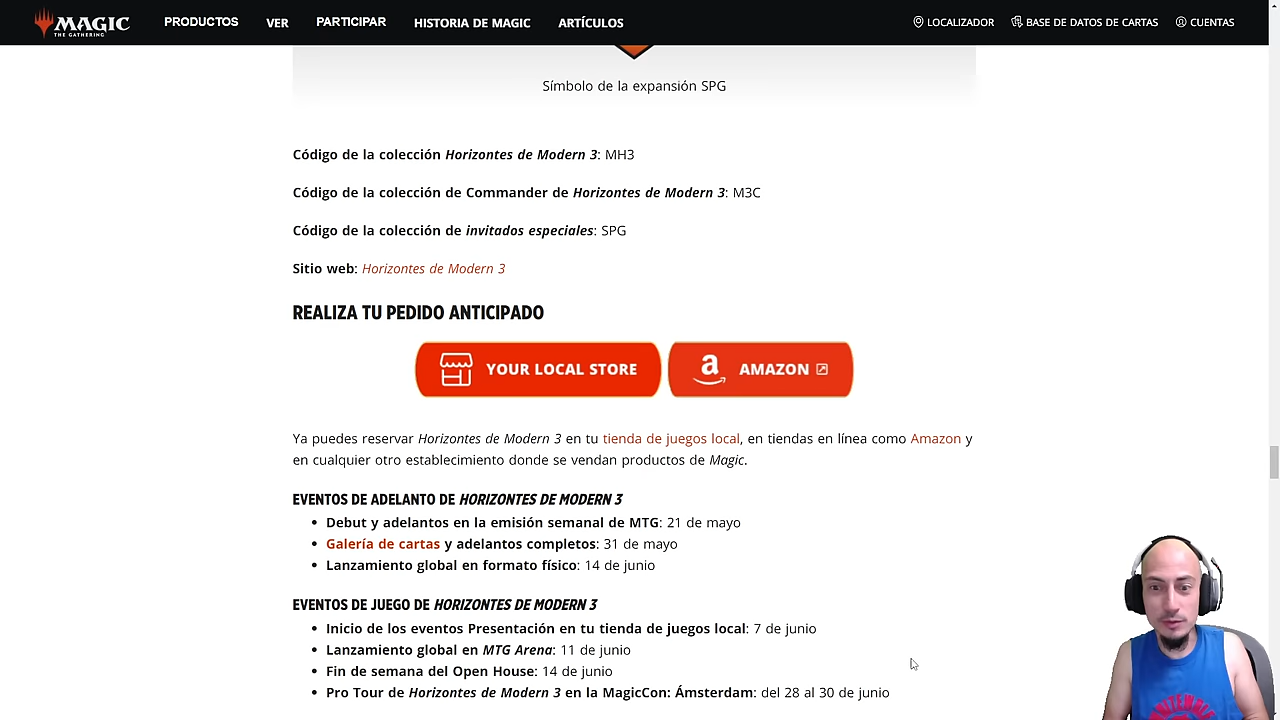 MAGIC
THE GATHERING
PRODUCTOS
VER
PARTICIPAR
HISTORIA DE MAGIC
ARTÍCULOS
LOCALIZADOR
BASE DE DATOS DE CARTAS
CUENTAS
Símbolo de la expansión SPG
Código de la colección Horizontes de Modern 3: MH3
Código de la colección de Commander de Horizontes de Modern 3: M3C
Código de la colección de invitados especiales: SPG
Sitio web: Horizontes de Modern 3
REALIZA TU PEDIDO ANTICIPADO
YOUR LOCAL STORE
a AMAZON
Ya puedes reservar Horizontes de Modern 3 en tu tienda de juegos local, en tiendas en línea como Amazon y
en cualquier otro establecimiento donde se vendan productos de Magic.
EVENTOS DE ADELANTO DE HORIZONTES DE MODERN 3
• Debut y adelantos en la emisión semanal de MTG: 21 de mayo
• Galería de cartas y adelantos completos: 31 de mayo
• Lanzamiento global en formato físico: 14 de junio
EVENTOS DE JUEGO DE HORIZONTES DE MODERN 3
• Inicio de los eventos Presentación en tu tienda de juegos local: 7 de junio
• Lanzamiento global en MTG Arena: 11 de junio
• Fin de semana del Open House: 14 de junio
• Pro Tour de Horizontes de Modern 3 en la MagicCon: Ámsterdam: del 28 al 30 de junio